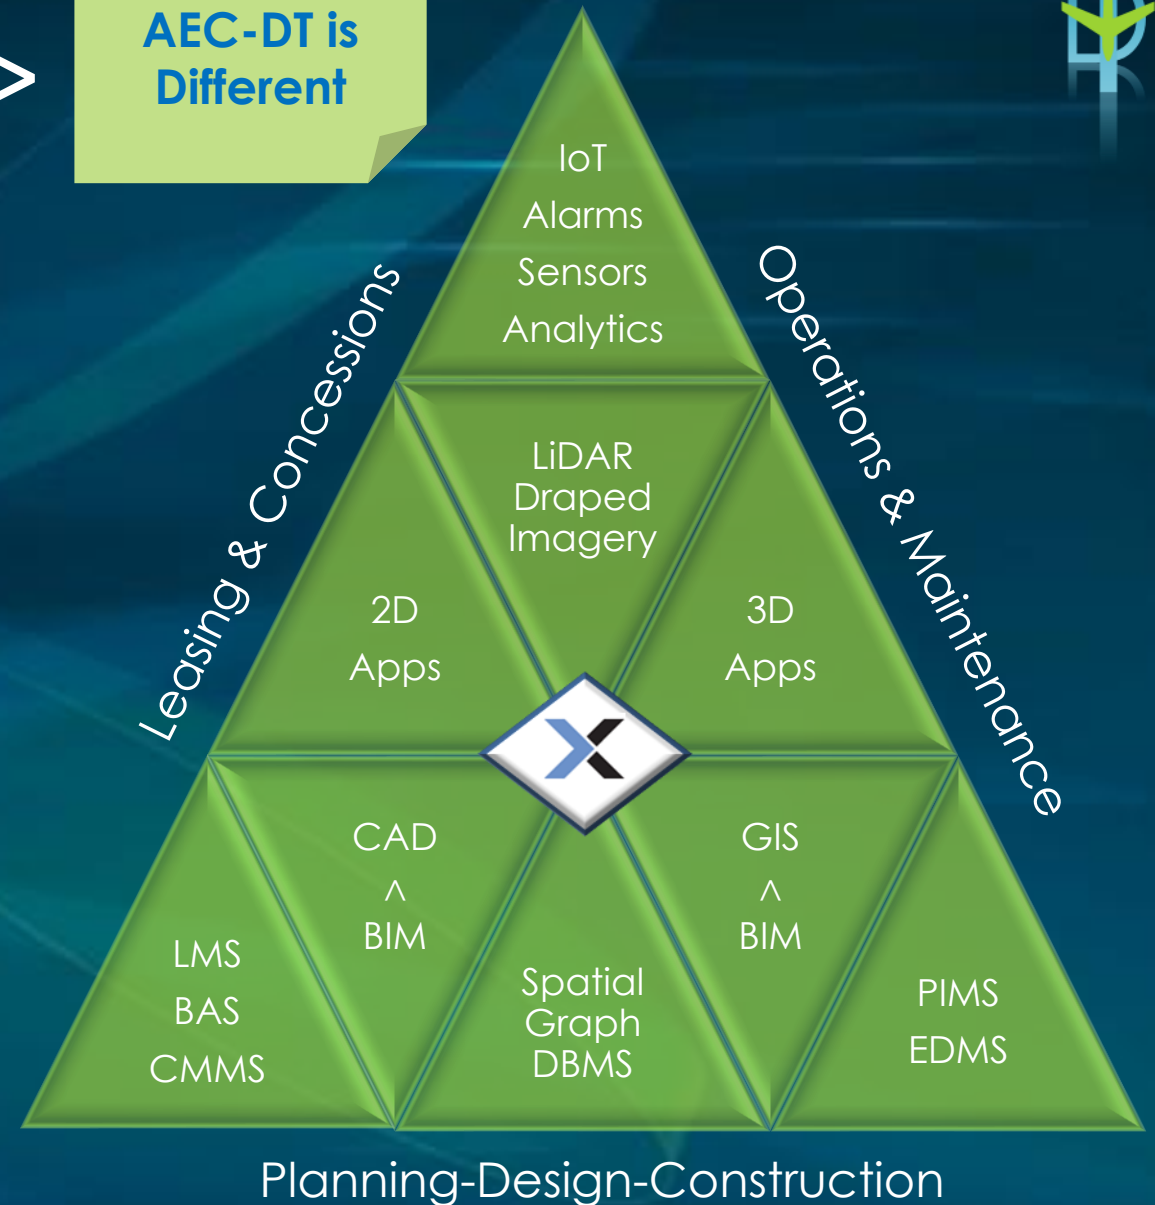 >
AEC-DT is
Different
IoT
Alarms
Sensors
Analytics
Leasing & Concessions
Operations & Maintenance
LiDAR
Draped
Imagery
2D
Apps
3D
Apps
CAD
^
BIM
GIS
^
BIM
LMS
BAS
CMMS
Spatial
Graph
DBMS
PIMS
EDMS
Planning-Design-Construction